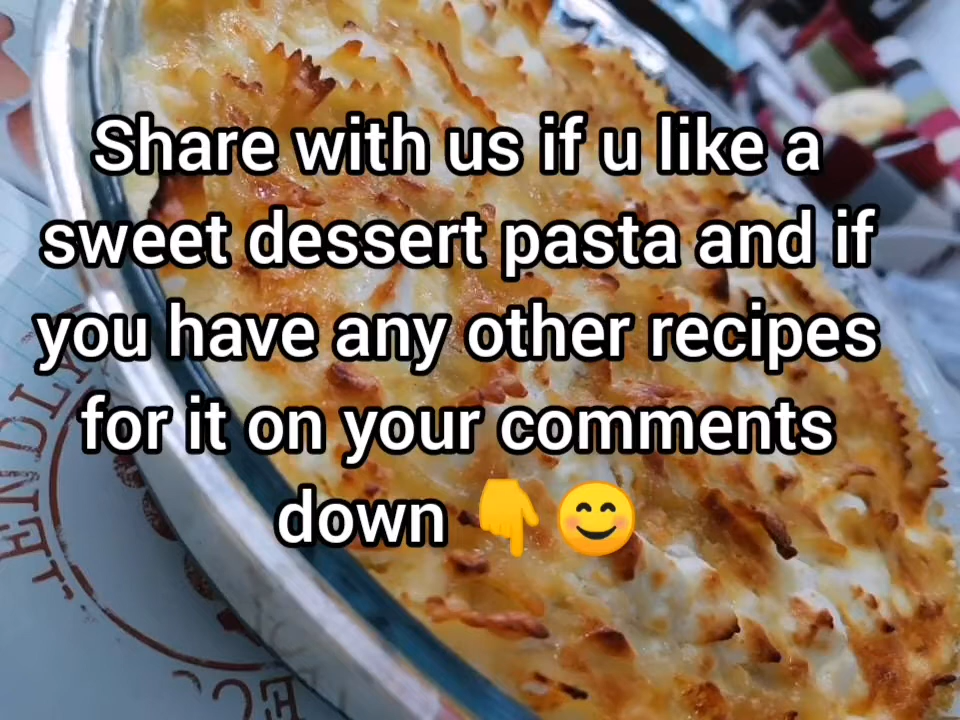 Share with us if u like a
sweet dessert pasta and if
you have any other recipes
for it on your comments
down 👇😊